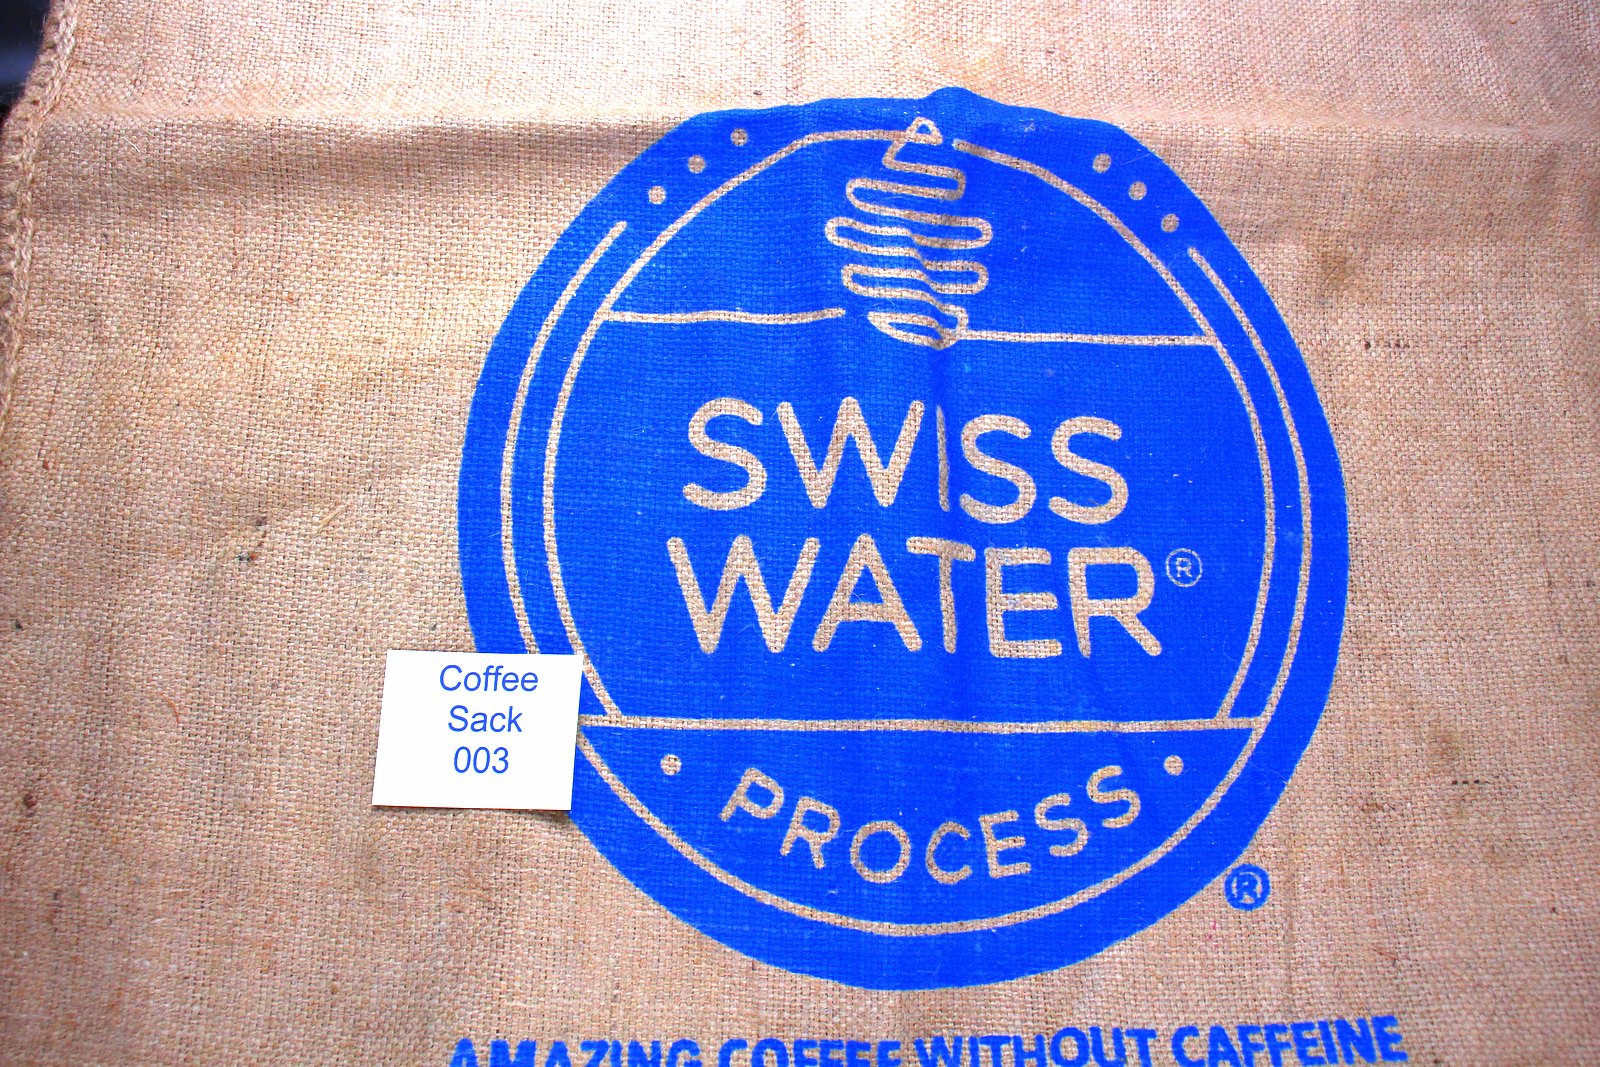 SWISS
WATER®
PROCESS
®
Coffee
Sack
003
AMAZING COFFEE WITHOUT CAFFEINE